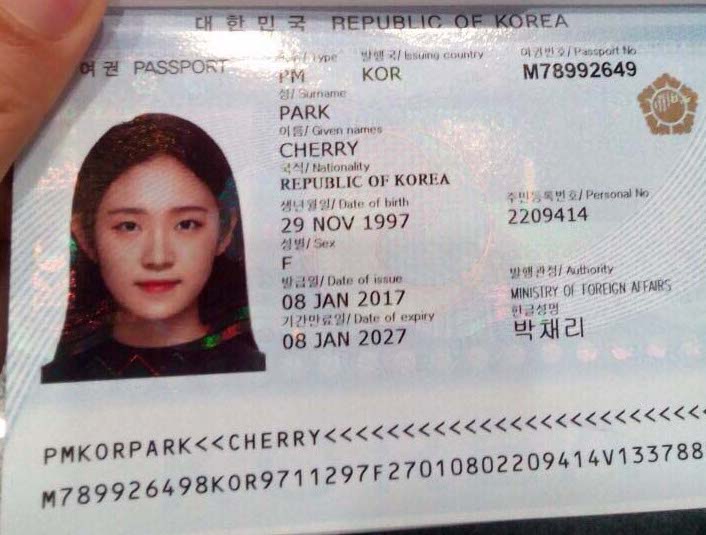 대한민국 REPUBLIC OF KOREA
여권 PASSPORT
Type 발행국/Issuing country 여권번호/Passport No
PM KOR M78992649
성/Surname
PARK
이름/Given names
CHERRY
국적/Nationality
REPUBLIC OF KOREA
생년월일/Date of birth 주민등록번호/Personal No
29 NOV 1997 2209414
성별/Sex
F
발급일/Date of issue 발행관청/Authority
08 JAN 2017 MINISTRY OF FOREIGN AFFAIRS
기간만료일/Date of expiry 한글성명
08 JAN 2027 박채리
PMKORPARK<<CHERRY<<<<<<<<<<<<<<<<<<<<<<<<<<
M789926498KOR9711297F27010802209414V133788